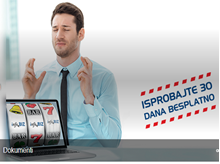 ISPROBAJTE 30
DANA BESPLATNO
Dokumenti